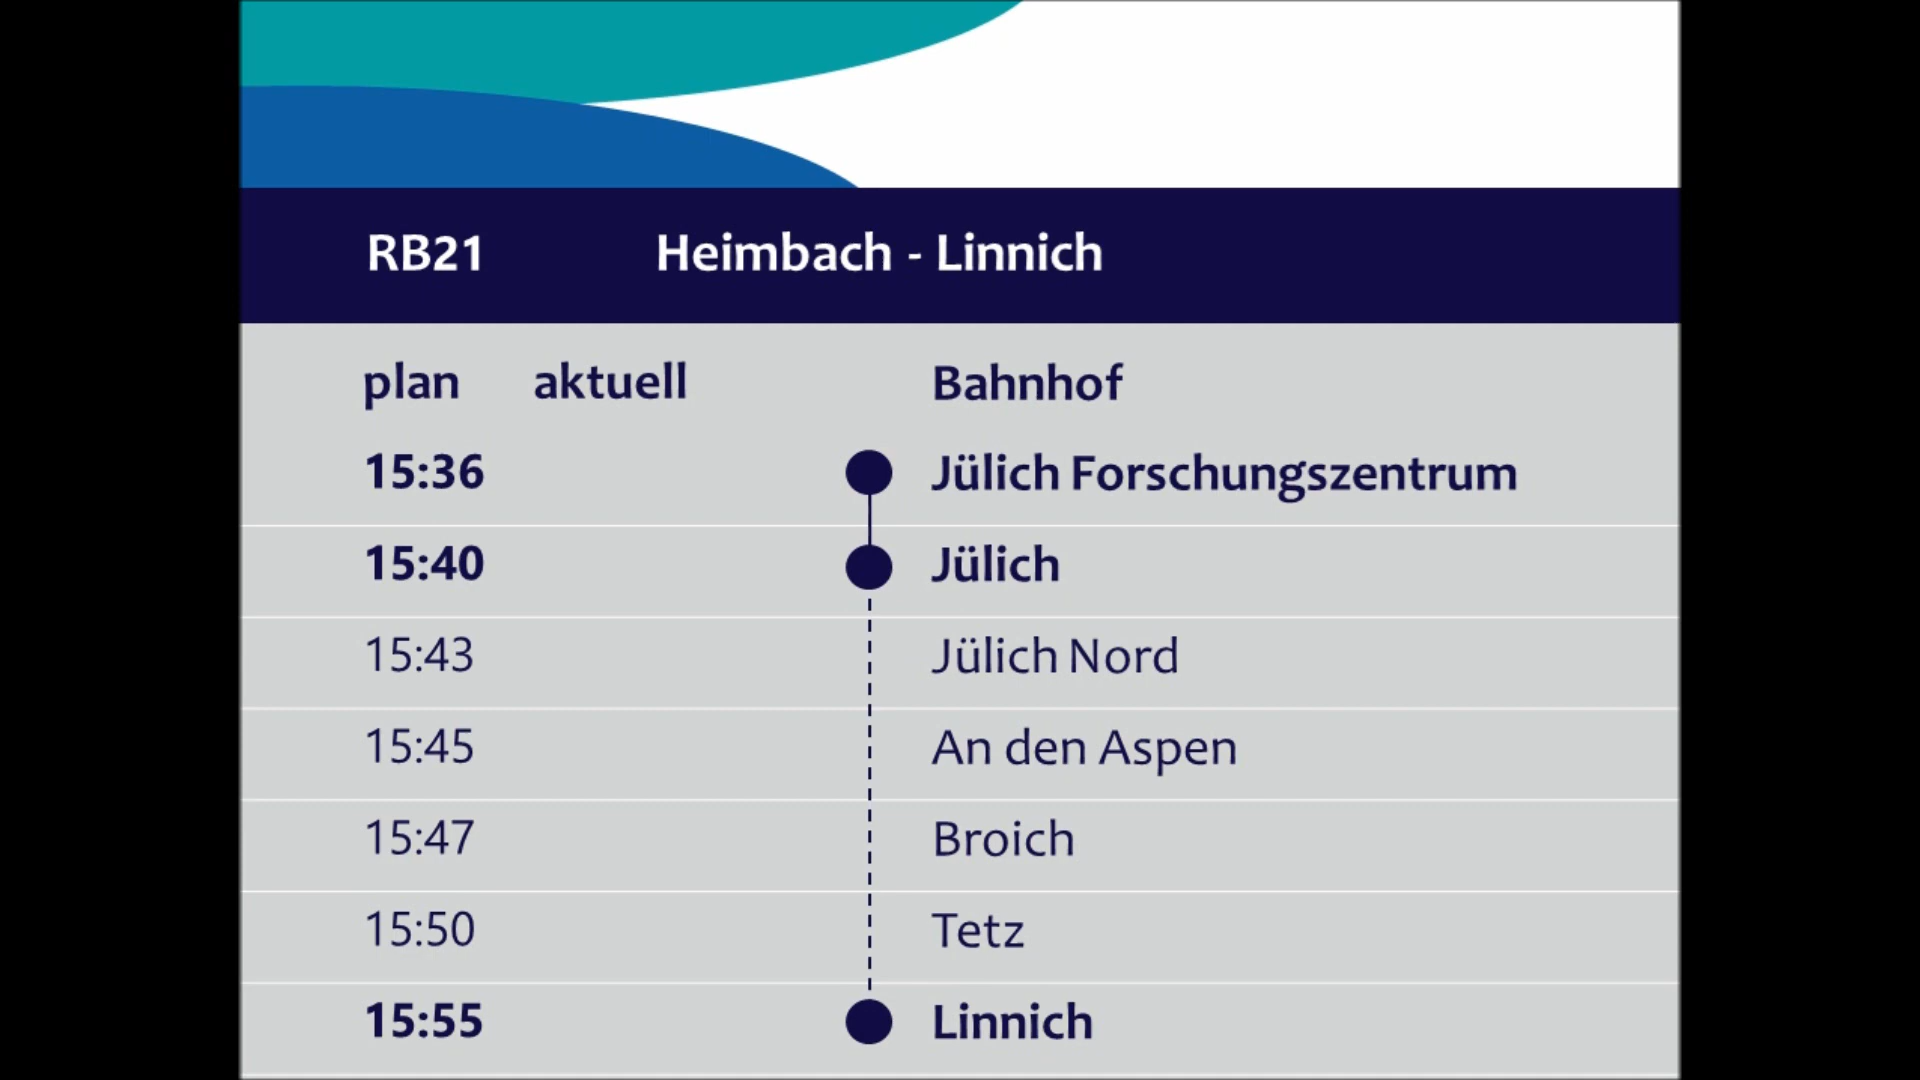 RB21 Heimbach - Linnich
plan aktuell Bahnhof
15:36 Jülich Forschungszentrum
15:40 Jülich
15:43 Jülich Nord
15:45 An den Aspen
15:47 Broich
15:50 Tetz
15:55 Linnich